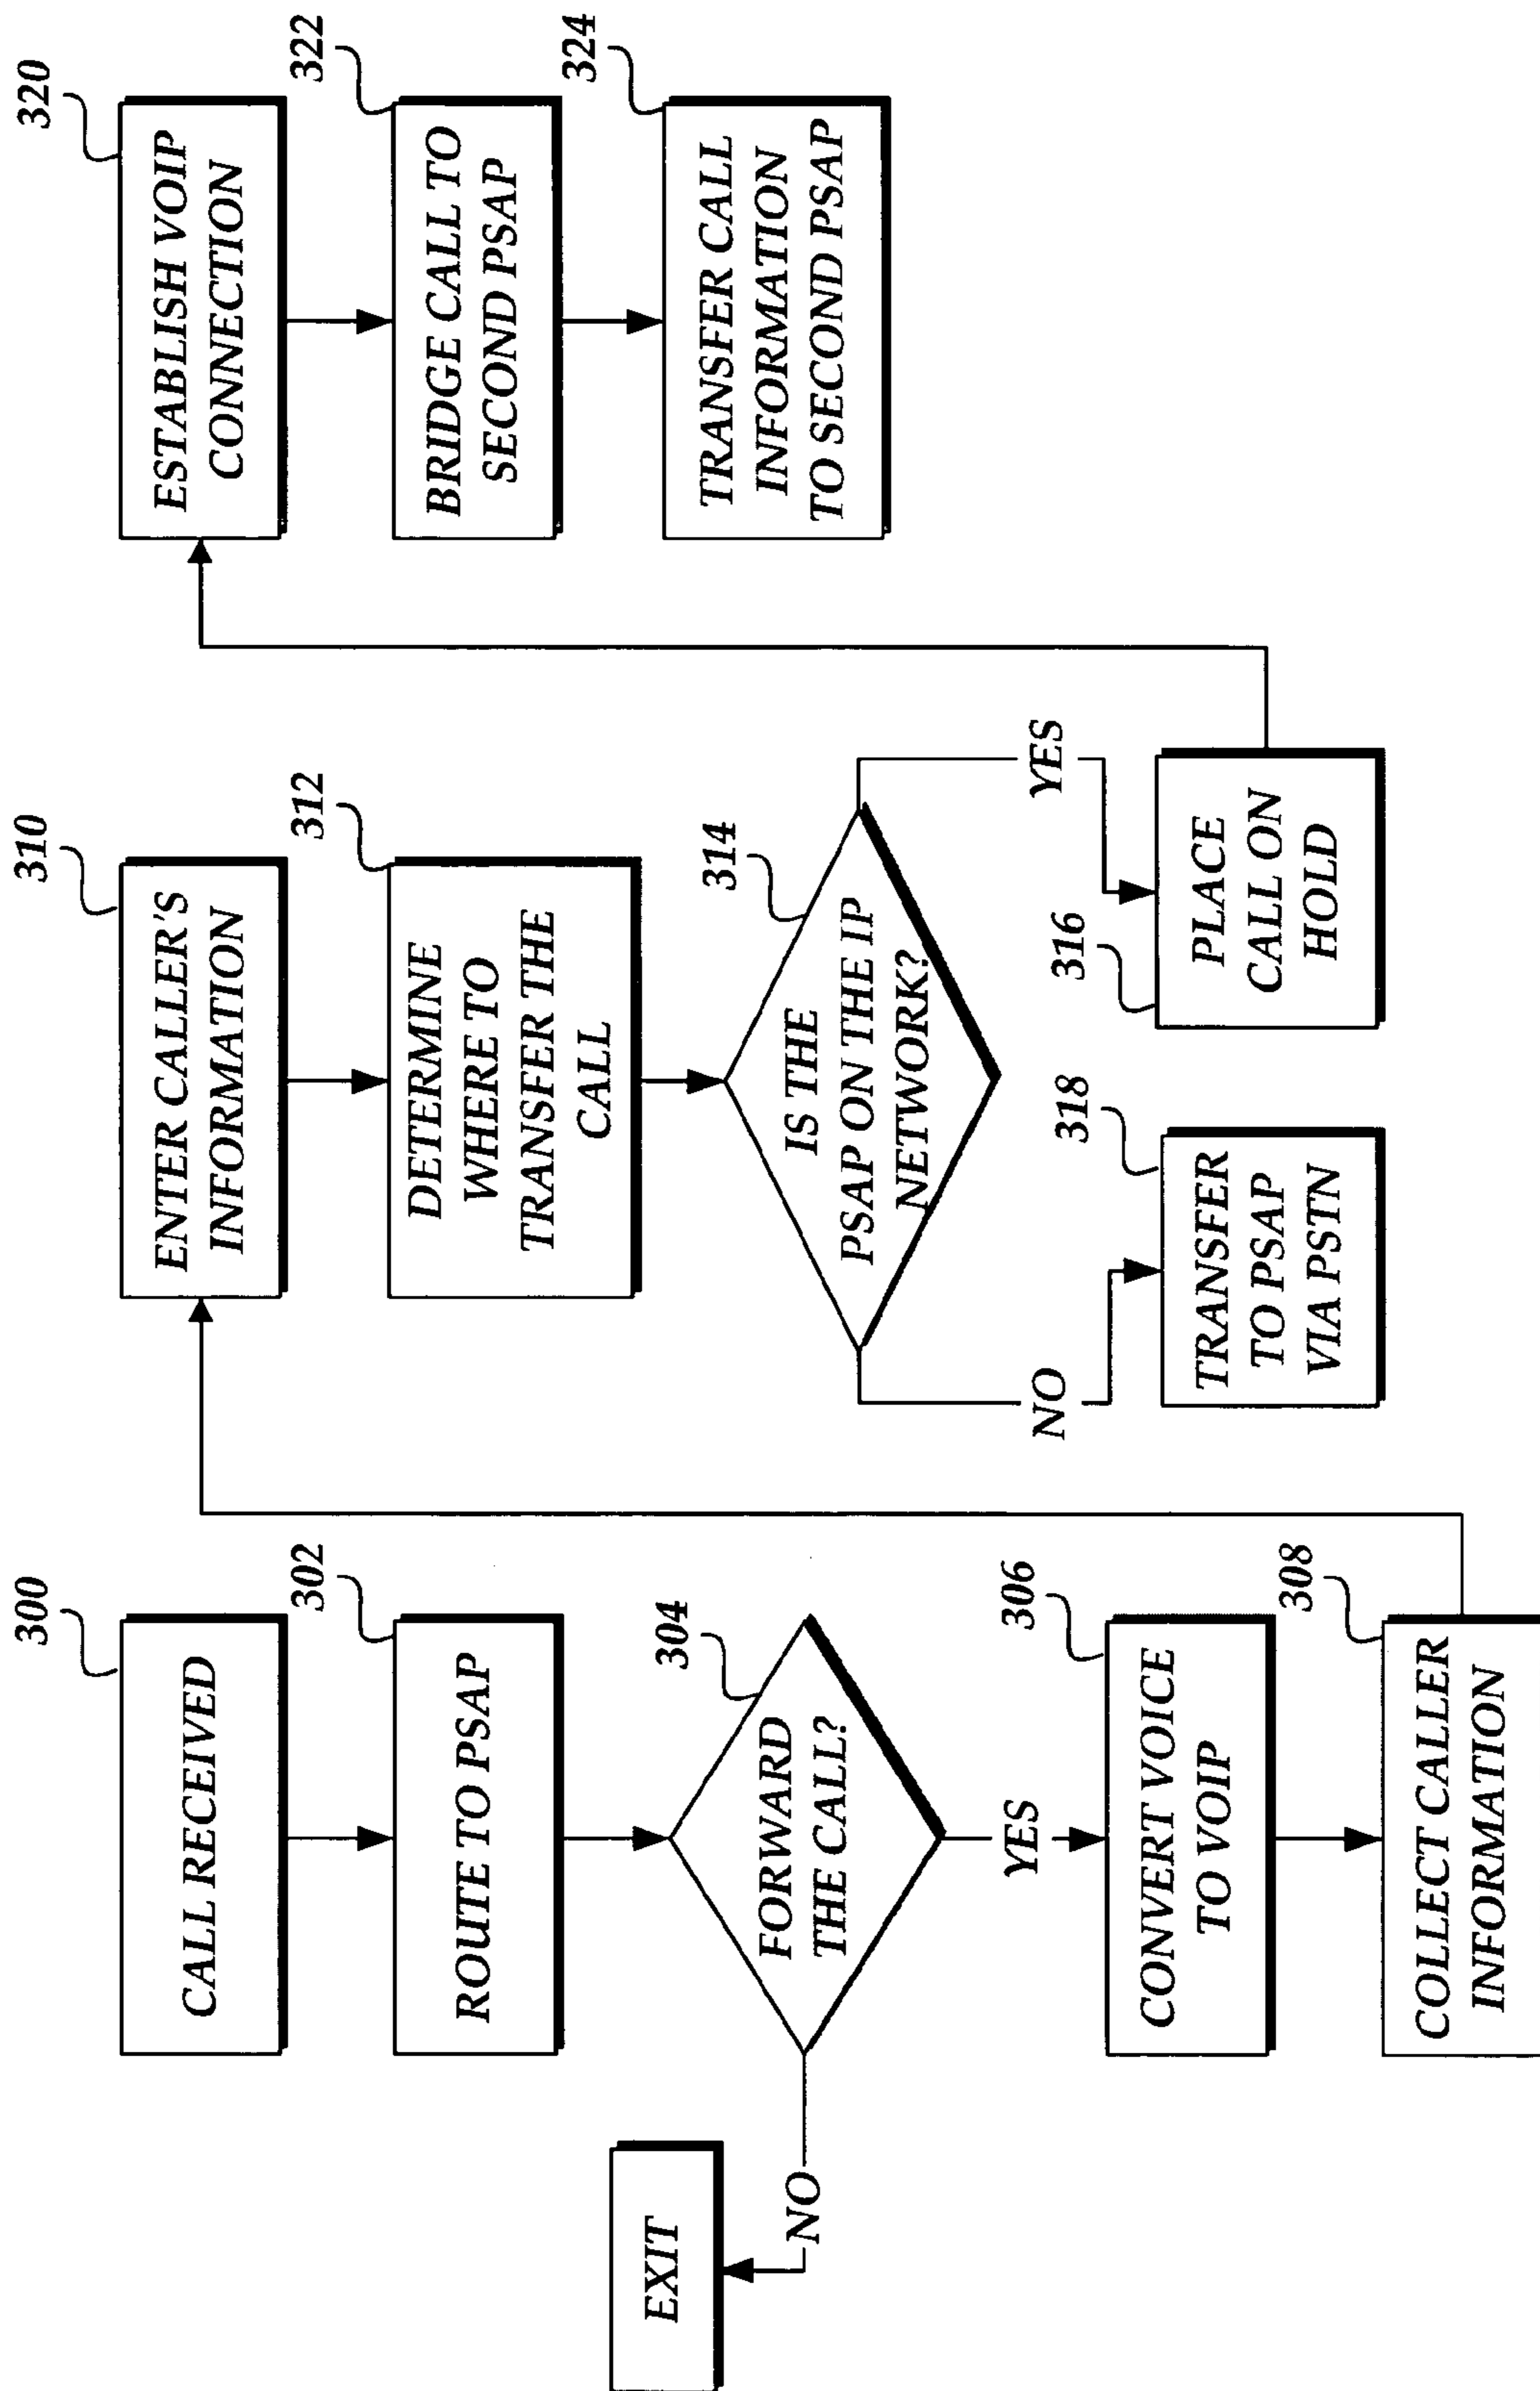 300
CALL RECEIVED
302
ROUTE TO PSAP
304
FORWARD
THE CALL?
NO
EXIT
YES
306
CONVERT VOICE
TO VOIP
308
COLLECT CALLER
INFORMATION
310
ENTER CALLER'S
INFORMATION
312
DETERMINE
WHERE TO
TRANSFER THE
CALL
314
IS THE
PSAP ON THE IP
NETWORK?
NO
318
TRANSFER
TO PSAP
VIA PSTN
YES
316
PLACE
CALL ON
HOLD
320
ESTABLISH VOIP
CONNECTION
322
BRIDGE CALL TO
SECOND PSAP
324
TRANSFER CALL
INFORMATION
TO SECOND PSAP